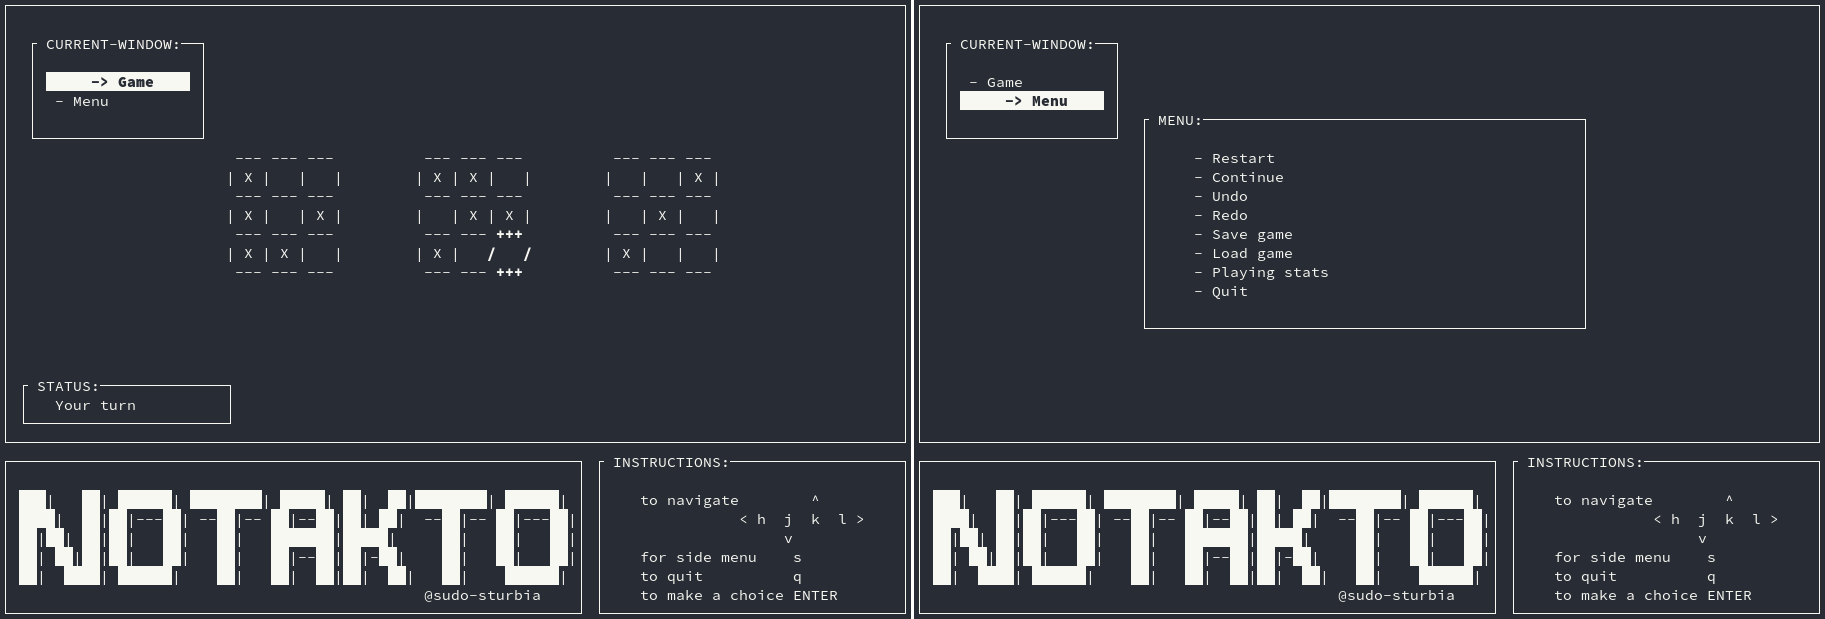 CURRENT-WINDOW:
-> Game
- Menu
--- --- ---   --- --- ---   --- --- ---
| X |   |   |   | X | X |   |   |   |   | X |
--- --- ---   --- --- ---   --- --- ---
| X |   | X |   |   | X | X |   |   | X |   |
--- --- ---   --- --- +++   --- --- ---
| X | X |   |   | X |   /   /   | X |   |   |
--- --- ---   --- --- +++   --- --- ---
STATUS:
Your turn
NOTAKTO
@sudo-sturbia
INSTRUCTIONS:
to navigate ^
< h j k l >
v
for side menu s
to quit q
to make a choice ENTER
CURRENT-WINDOW:
- Game
-> Menu
MENU:
- Restart
- Continue
- Undo
- Redo
- Save game
- Load game
- Playing stats
- Quit
NOTAKTO
@sudo-sturbia
INSTRUCTIONS:
to navigate ^
< h j k l >
v
for side menu s
to quit q
to make a choice ENTER